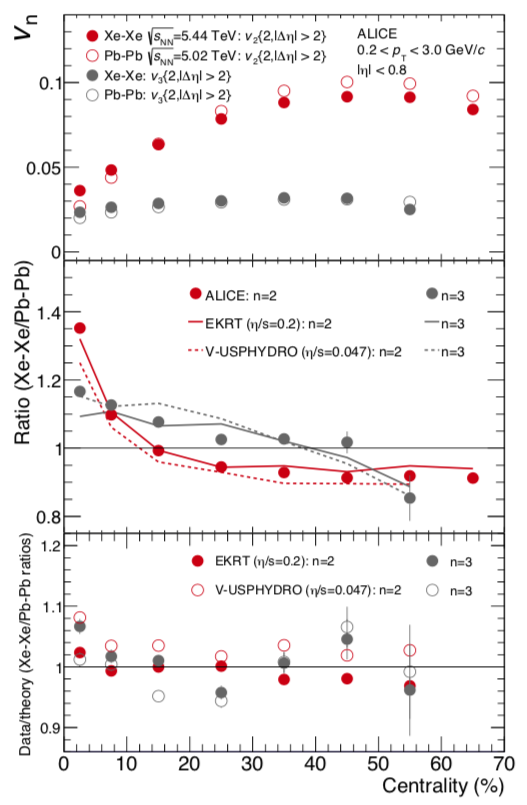 v_n
Xe-Xe √s_NN=5.44 TeV: v_2{2,|Δη| > 2}
Pb-Pb √s_NN=5.02 TeV: v_2{2,|Δη| > 2}
Xe-Xe: v_3{2,|Δη| > 2}
Pb-Pb: v_3{2,|Δη| > 2}
ALICE
0.2 < p_T < 3.0 GeV/c
|η| < 0.8
0.1
0.05
0
Ratio (Xe-Xe/Pb-Pb)
ALICE: n=2 n=3
EKRT (η/s=0.2): n=2 n=3
V-USPHYDRO (η/s=0.047): n=2 n=3
1.4
1.2
1
0.8
Data/theory (Xe-Xe/Pb-Pb ratios)
EKRT (η/s=0.2): n=2 n=3
V-USPHYDRO (η/s=0.047): n=2 n=3
1.2
1.1
1
0.9
0 10 20 30 40 50 60 70
Centrality (%)